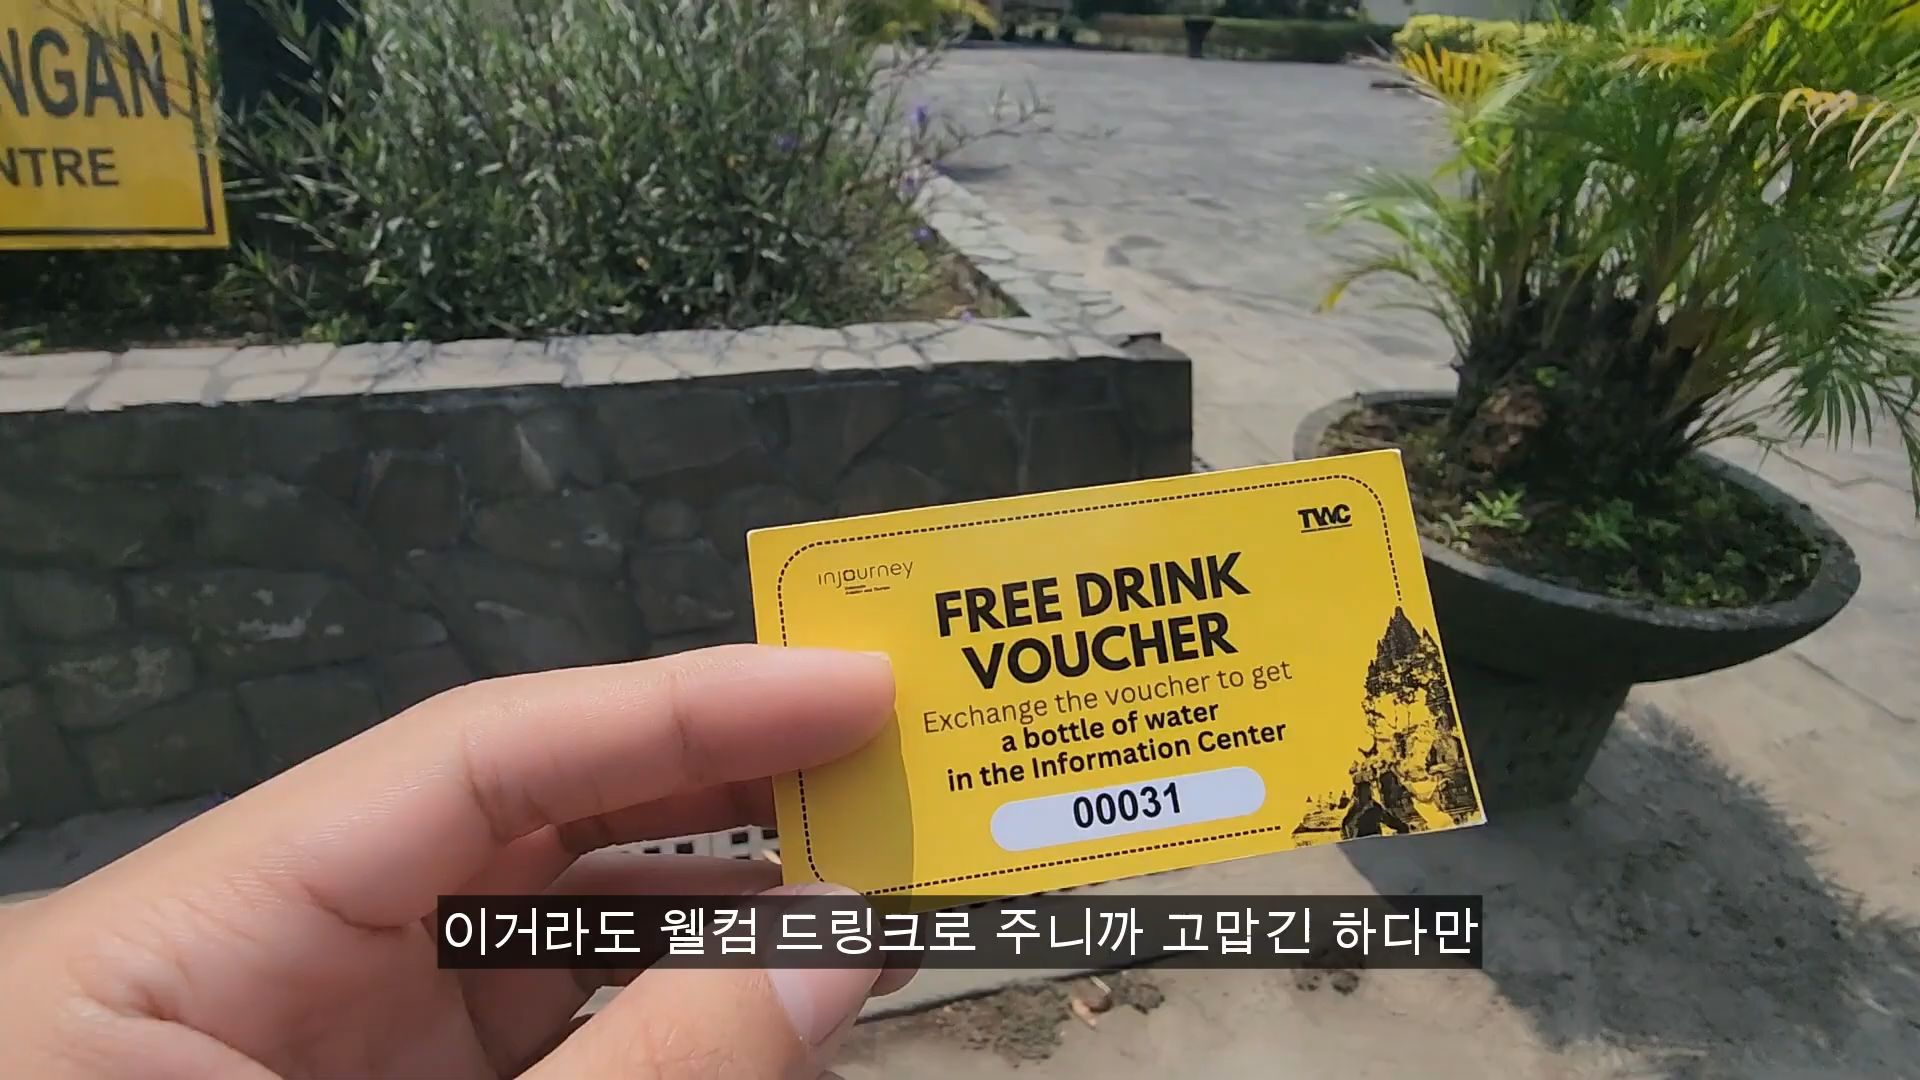 NGAN
NTRE
TWC
injourney
FREE DRINK
VOUCHER
Exchange the voucher to get
a bottle of water
in the Information Center
00031
이거라도 웰컴 드링크로 주니까 고맙긴 하다만